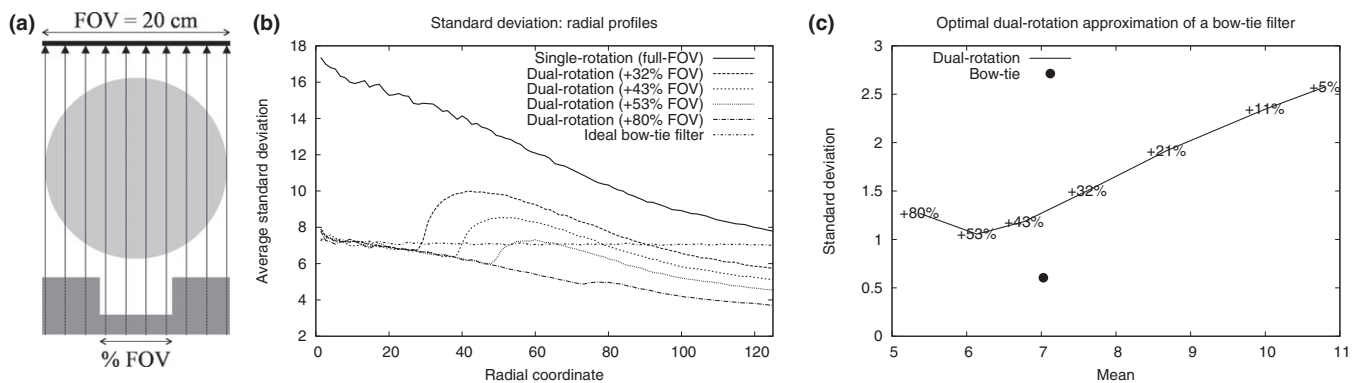 (a)
FOV = 20 cm
% FOV
(b)
Standard deviation: radial profiles
Average standard deviation
18
16
14
12
10
8
6
4
2
Single-rotation (full-FOV)
Dual-rotation (+32% FOV)
Dual-rotation (+43% FOV)
Dual-rotation (+53% FOV)
Dual-rotation (+80% FOV)
Ideal bow-tie filter
0 20 40 60 80 100 120
Radial coordinate
(c)
Optimal dual-rotation approximation of a bow-tie filter
Standard deviation
3
2.5
2
1.5
1
0.5
0
Dual-rotation
Bow-tie
+5%
+11%
+21%
+32%
+43%
+53%
+80%
5 6 7 8 9 10 11
Mean